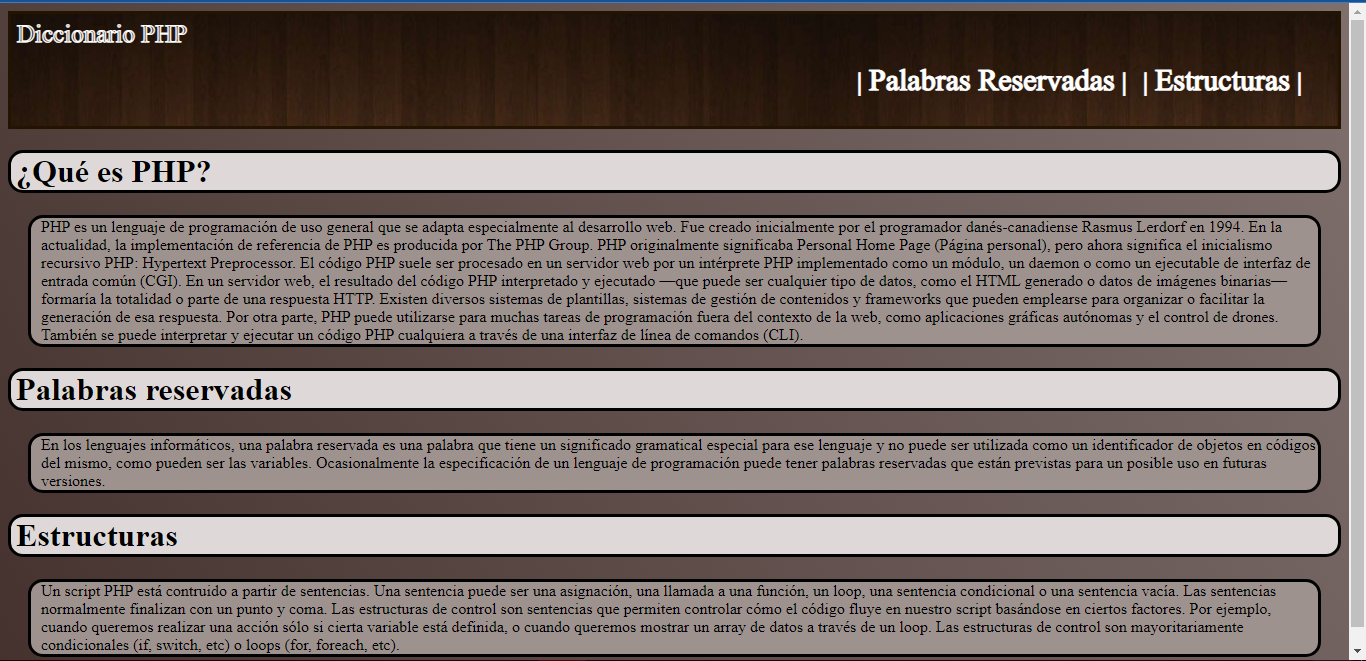 Diccionario PHP
| Palabras Reservadas | | Estructuras |
¿Qué es PHP?
PHP es un lenguaje de programación de uso general que se adapta especialmente al desarrollo web. Fue creado inicialmente por el programador danés-canadiense Rasmus Lerdorf en 1994. En la
actualidad, la implementación de referencia de PHP es producida por The PHP Group. PHP originalmente significaba Personal Home Page (Página personal), pero ahora significa el inicialismo
recursivo PHP: Hypertext Preprocessor. El código PHP suele ser procesado en un servidor web por un intérprete PHP implementado como un módulo, un daemon o como un ejecutable de interfaz de
entrada común (CGI). En un servidor web, el resultado del código PHP interpretado y ejecutado —que puede ser cualquier tipo de datos, como el HTML generado o datos de imágenes binarias—
formaría la totalidad o parte de una respuesta HTTP. Existen diversos sistemas de plantillas, sistemas de gestión de contenidos y frameworks que pueden emplearse para organizar o facilitar la
generación de esa respuesta. Por otra parte, PHP puede utilizarse para muchas tareas de programación fuera del contexto de la web, como aplicaciones gráficas autónomas y el control de drones.
También se puede interpretar y ejecutar un código PHP cualquiera a través de una interfaz de línea de comandos (CLI).
Palabras reservadas
En los lenguajes informáticos, una palabra reservada es una palabra que tiene un significado gramatical especial para ese lenguaje y no puede ser utilizada como un identificador de objetos en códigos
del mismo, como pueden ser las variables. Ocasionalmente la especificación de un lenguaje de programación puede tener palabras reservadas que están previstas para un posible uso en futuras
versiones.
Estructuras
Un script PHP está contruido a partir de sentencias. Una sentencia puede ser una asignación, una llamada a una función, un loop, una sentencia condicional o una sentencia vacía. Las sentencias
normalmente finalizan con un punto y coma. Las estructuras de control son sentencias que permiten controlar cómo el código fluye en nuestro script basándose en ciertos factores. Por ejemplo,
cuando queremos realizar una acción sólo si cierta variable está definida, o cuando queremos mostrar un array de datos a través de un loop. Las estructuras de control son mayoritariamente
condicionales (if, switch, etc) o loops (for, foreach, etc).